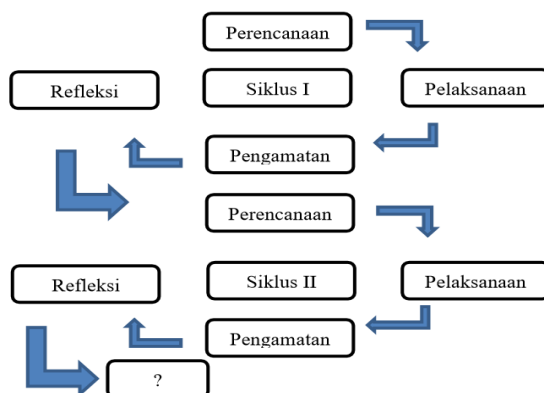 Perencanaan
Refleksi
Siklus I
Pelaksanaan
Pengamatan
Perencanaan
Refleksi
Siklus II
Pelaksanaan
Pengamatan
?